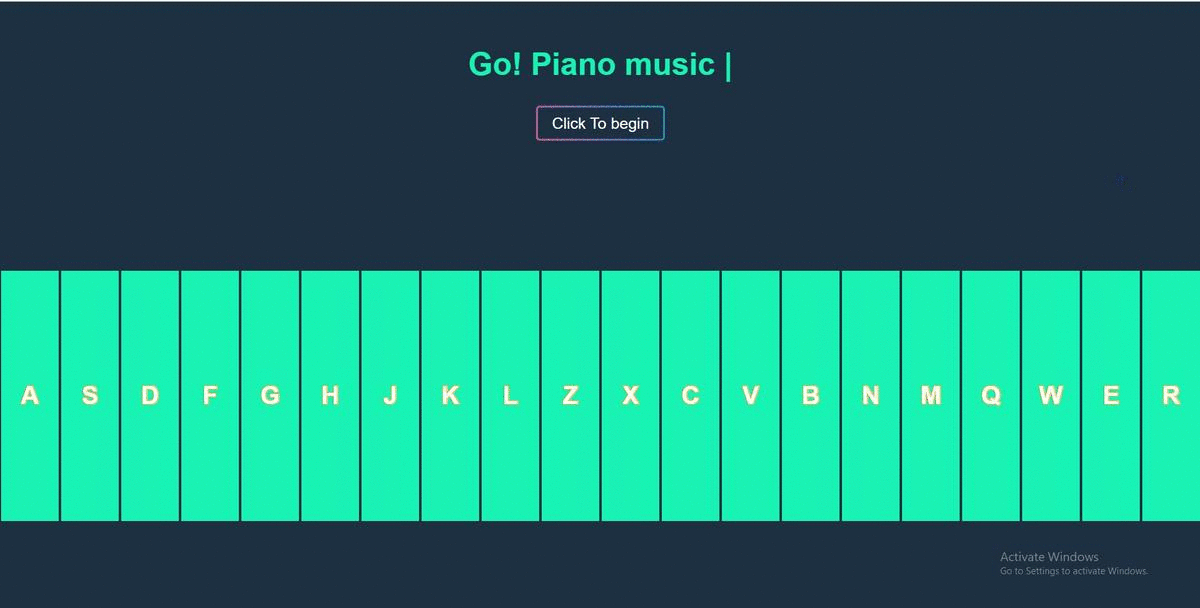 Go! Piano music |
Click To begin
A S D F G H J K L Z X C V B N M Q W E R
Activate Windows
Go to Settings to activate Windows.